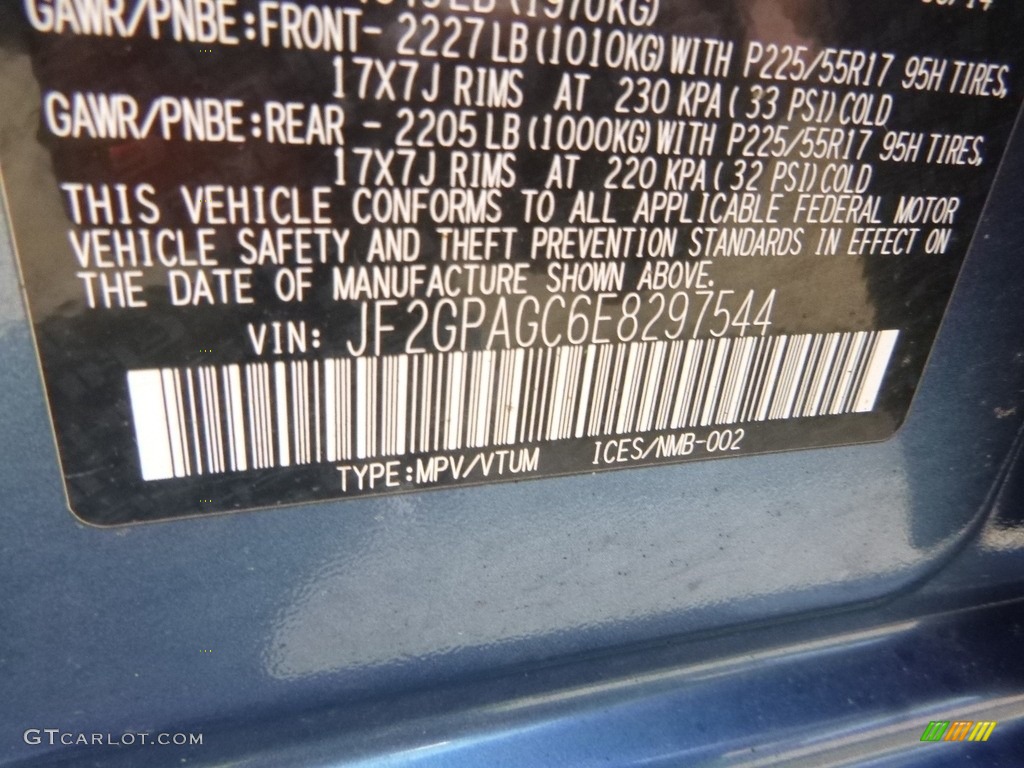 (1970KG)
GAWR/PNBE:FRONT- 2227 LB (1010KG) WITH P225/55R17 95H TIRES,
17X7J RIMS AT 230 KPA ( 33 PSI) COLD
GAWR/PNBE:REAR - 2205 LB (1000KG) WITH P225/55R17 95H TIRES,
17X7J RIMS AT 220 KPA ( 32 PSI) COLD
THIS VEHICLE CONFORMS TO ALL APPLICABLE FEDERAL MOTOR
VEHICLE SAFETY AND THEFT PREVENTION STANDARDS IN EFFECT ON
THE DATE OF MANUFACTURE SHOWN ABOVE.
VIN: JF2GPAGC6E8297544
TYPE:MPV/VTUM ICES/NMB-002
GTCARLOT.COM